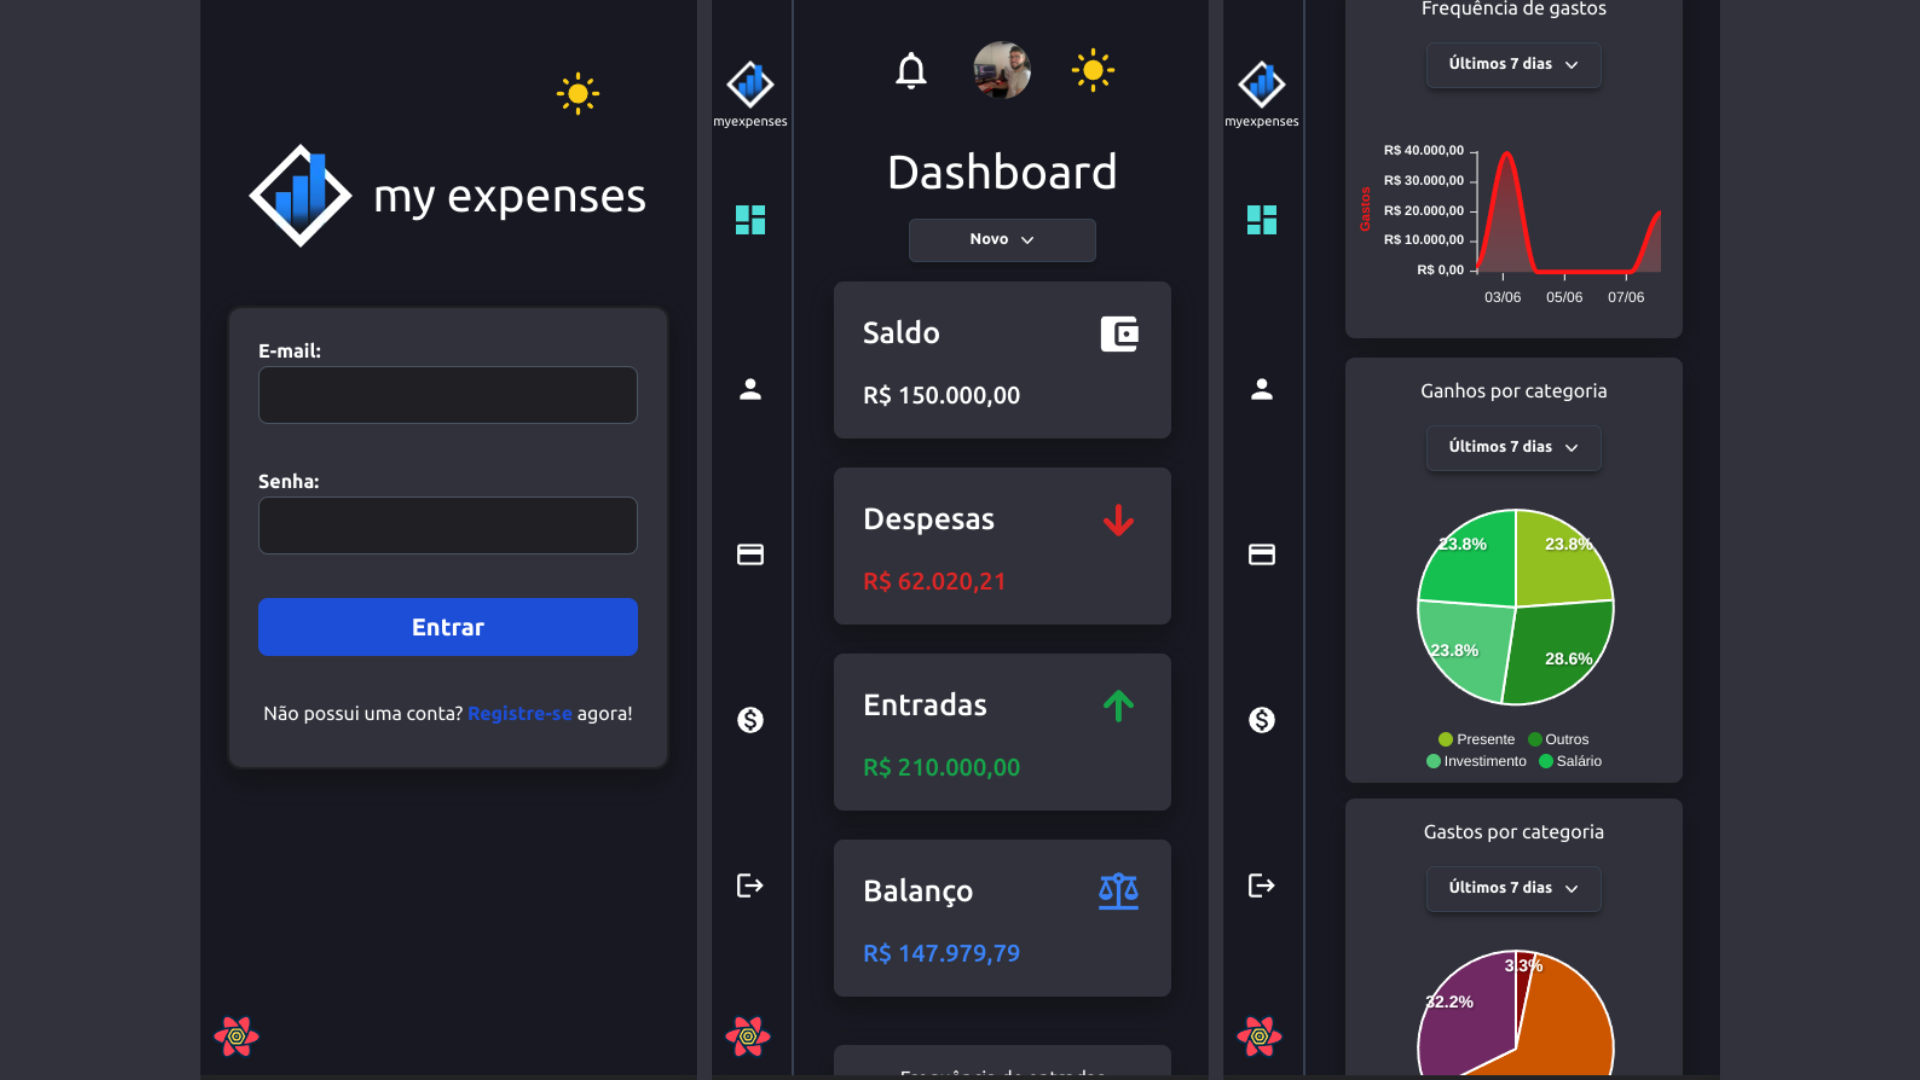 my expenses
E-mail:
Senha:
Entrar
Não possui uma conta? Registre-se agora!
myexpenses
Dashboard
Novo
Saldo
R$ 150.000,00
Despesas
R$ 62.020,21
Entradas
R$ 210.000,00
Balanço
R$ 147.979,79
myexpenses
Frequência de gastos
Últimos 7 dias
Gastos
R$ 40.000,00
R$ 30.000,00
R$ 20.000,00
R$ 10.000,00
R$ 0,00
03/06 05/06 07/06
Ganhos por categoria
Últimos 7 dias
23.8% 23.8%
23.8% 28.6%
Presente Outros
Investimento Salário
Gastos por categoria
Últimos 7 dias
3.3%
32.2%